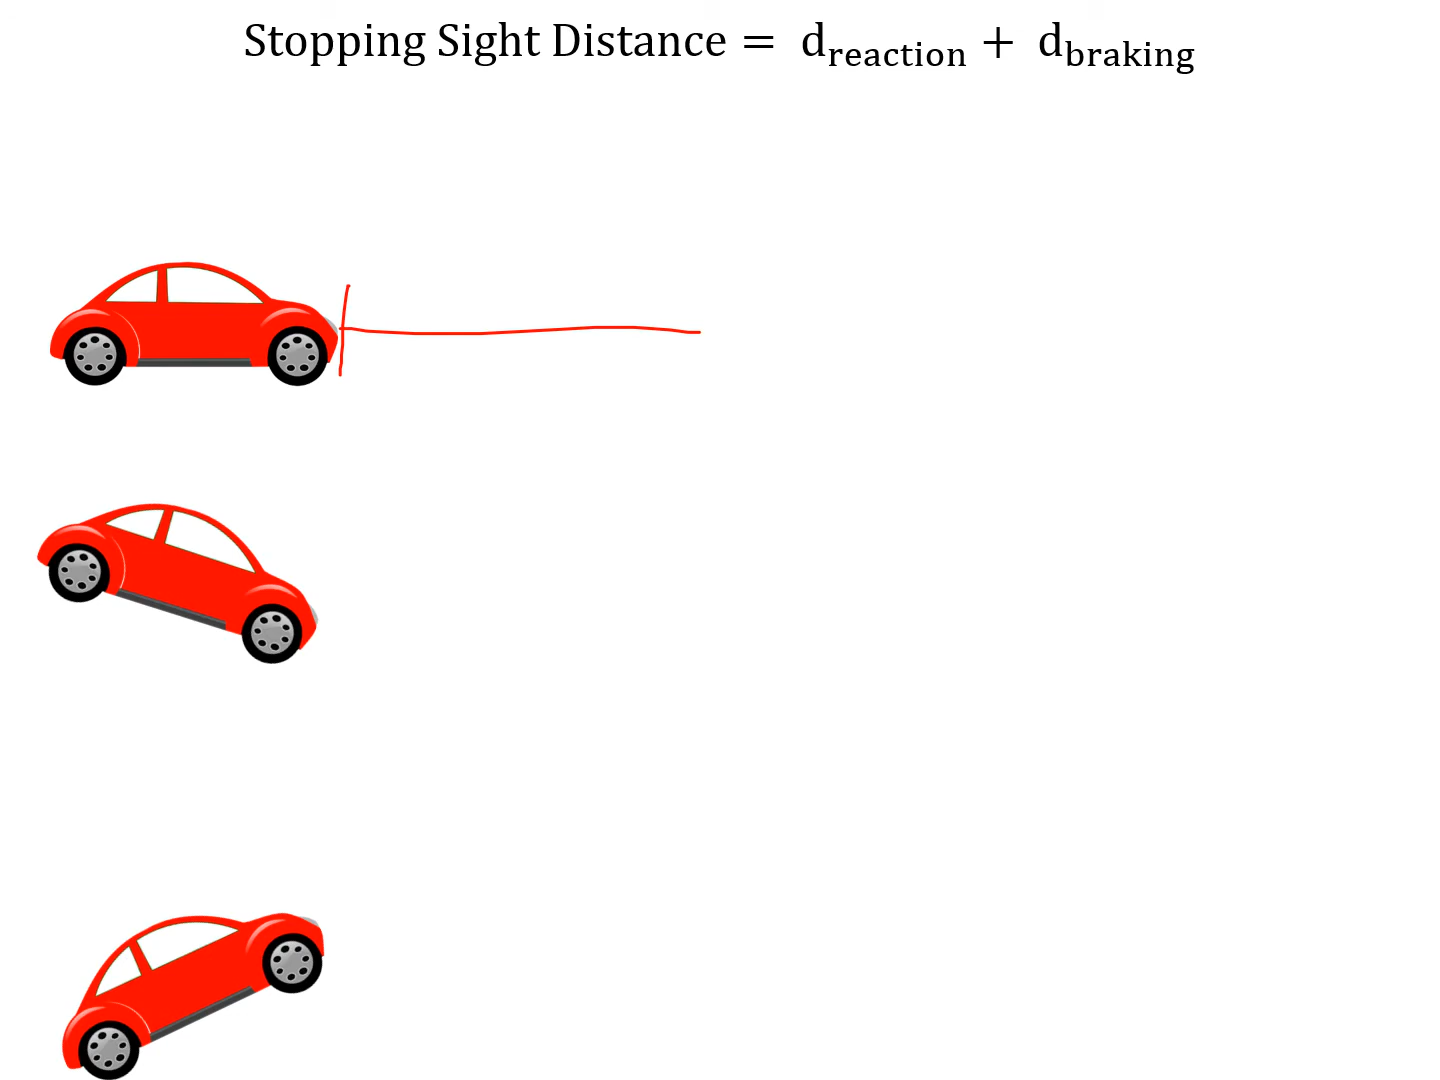 Stopping Sight Distance = d_reaction + d_braking